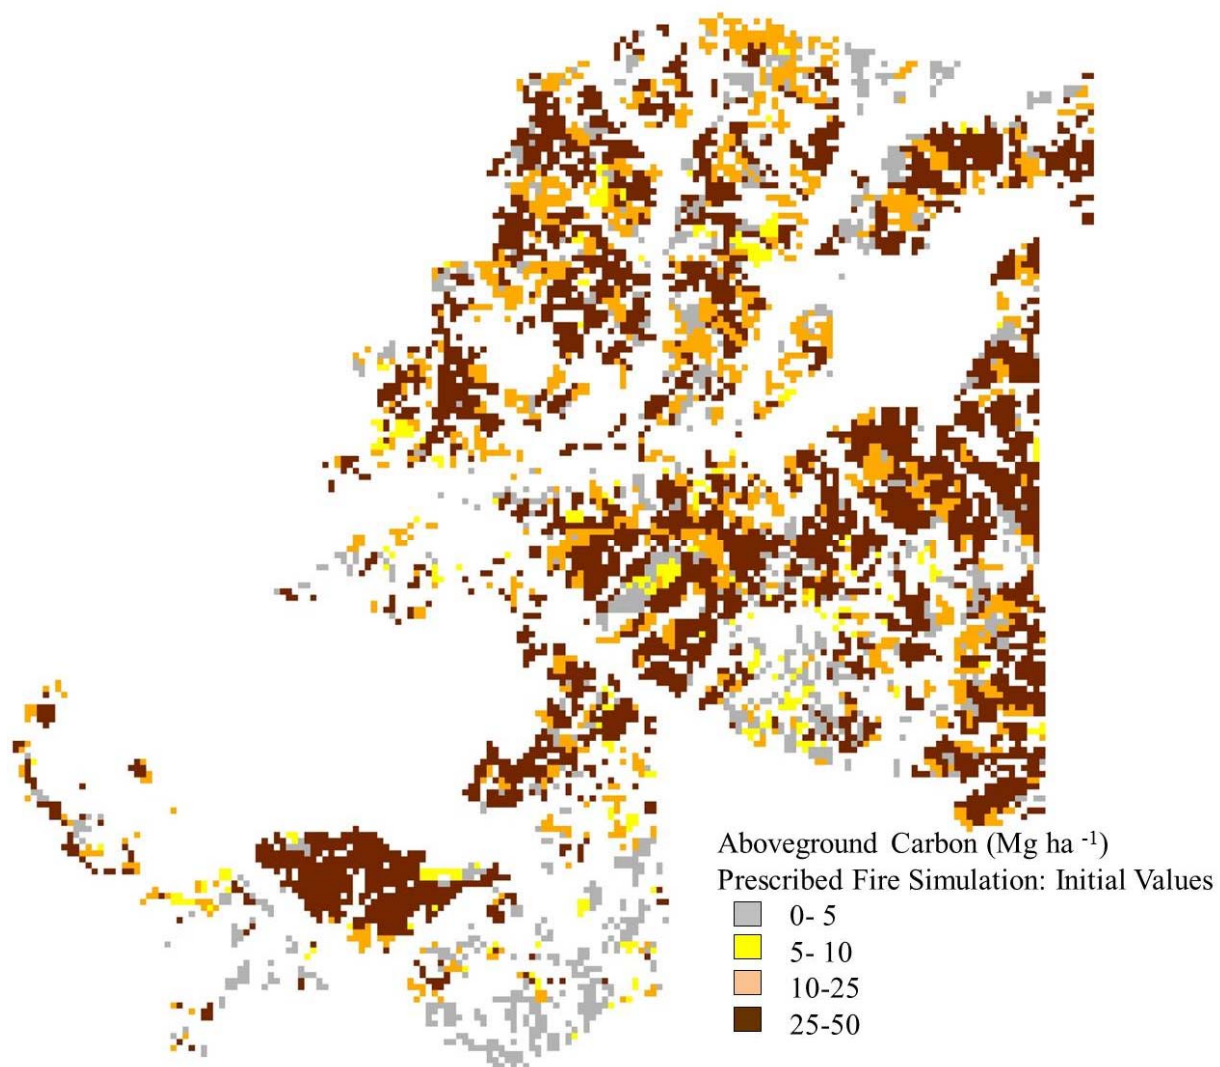 Aboveground Carbon (Mg ha -1)
Prescribed Fire Simulation: Initial Values
0- 5
5- 10
10-25
25-50